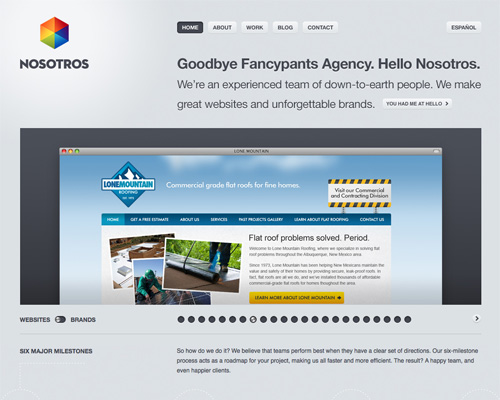 NOSOTROS
HOME ABOUT WORK BLOG CONTACT ESPAÑOL
Goodbye Fancypants Agency. Hello Nosotros.
We're an experienced team of down-to-earth people. We make
great websites and unforgettable brands. YOU HAD ME AT HELLO >
LONE MOUNTAIN
LONEMOUNTAIN
ROOFING
Commercial grade flat roofs for fine homes.
Visit our Commercial
and Contracting Division
HOME GET A FREE ESTIMATE ABOUT US SERVICES PAST PROJECTS GALLERY LEARN ABOUT FLAT ROOFING CONTACT US
Flat roof problems solved. Period.
Welcome to Lone Mountain Roofing, where we specialize in solving flat
roof problems throughout the Albuquerque, New Mexico area.
Since 1973, Lone Mountain has been helping New Mexicans maintain the
value and safety of their homes by providing secure, leak-proof roofs. In
fact, flat roofs are all we do, and we've installed thousands of affordable
commercial-grade flat roofs for homes throughout the area.
LEARN MORE ABOUT LONE MOUNTAIN
WEBSITES BRANDS
SIX MAJOR MILESTONES
So how do we do it? We believe that teams perform best when they have a clear set of directions. Our six-milestone
process acts as a roadmap for your project, making us all faster and more efficient. The result? A happy team, and
even happier clients.